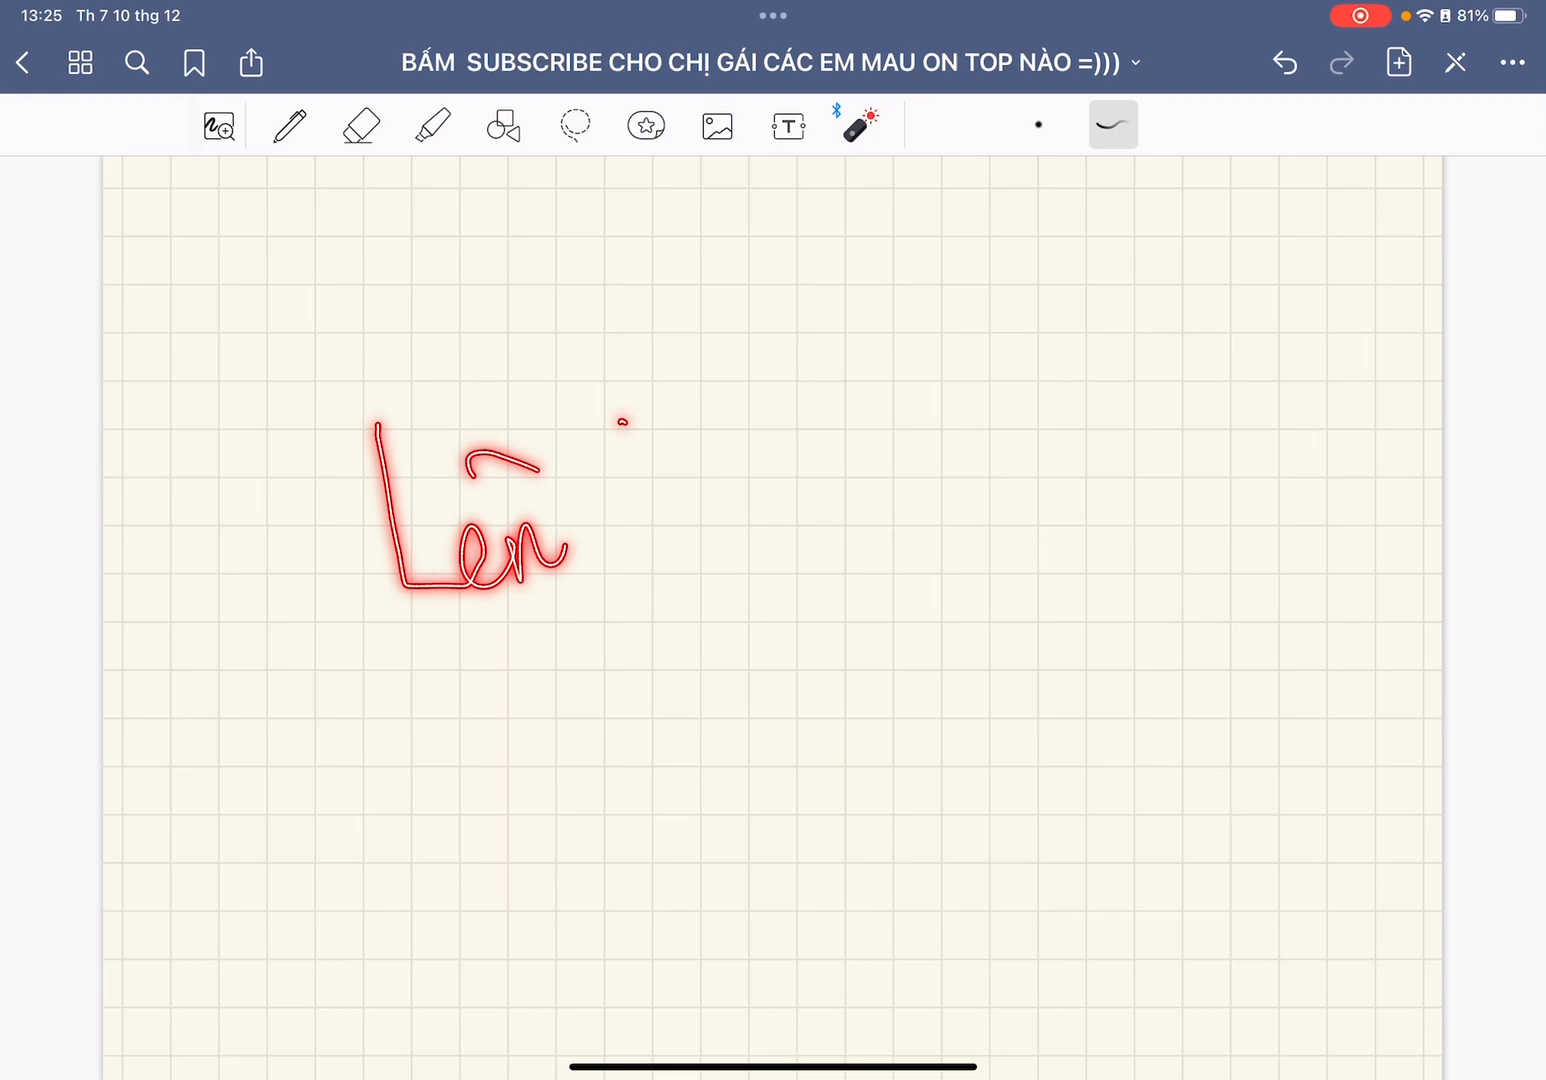 13:25 Th 7 10 thg 12 81%
BẤM SUBSCRIBE CHO CHỊ GÁI CÁC EM MAU ON TOP NÀO =)))
T
Lên